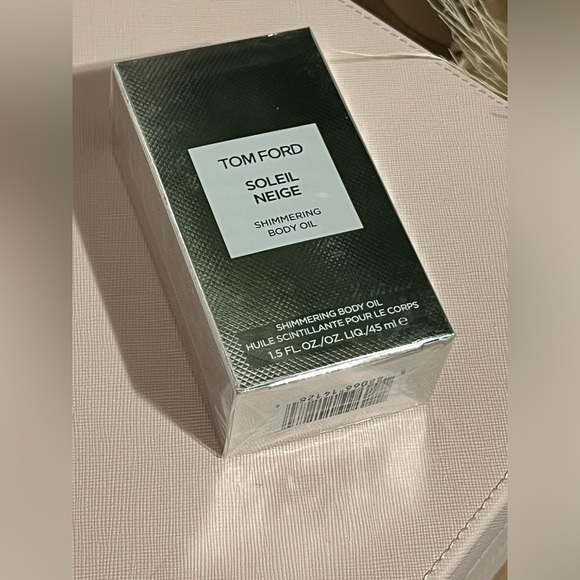 TOM FORD
SOLEIL
NEIGE
SHIMMERING
BODY OIL
SHIMMERING BODY OIL
HUILE SCINTILLANTE POUR LE CORPS
1.5 FL. OZ./OZ. LIQ./45 ml ℮